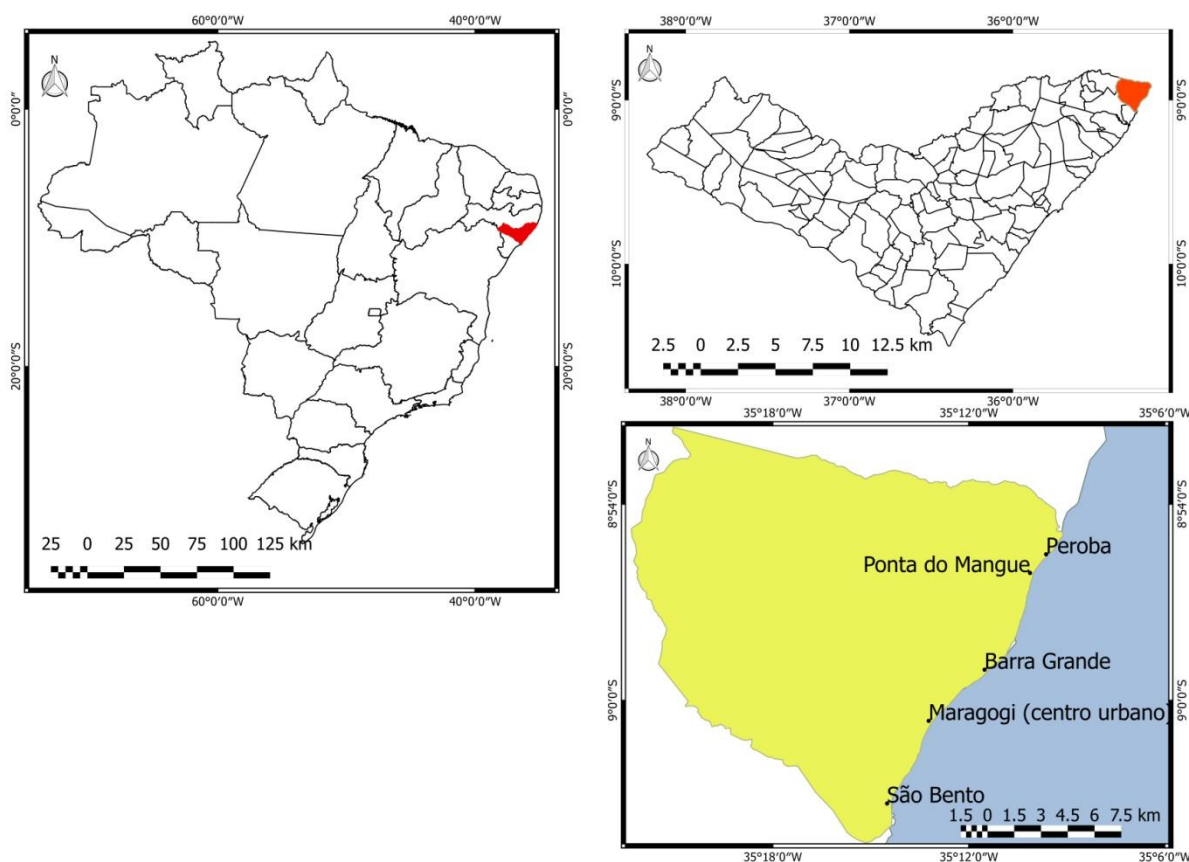 60°0'0"W 40°0'0"W
N
0°0'0" 0°0'0"
20°0'0"S 20°0'0"S
25 0 25 50 75 100 125 km
60°0'0"W 40°0'0"W
38°0'0"W 37°0'0"W 36°0'0"W
N
9°0'0"S 9°0'0"S
10°0'0"S 10°0'0"S
2.5 0 2.5 5 7.5 10 12.5 km
38°0'0"W 37°0'0"W 36°0'0"W
35°18'0"W 35°12'0"W 35°6'0"W
N
8°54'0"S 8°54'0"S
Peroba
Ponta do Mangue
Barra Grande
9°0'0"S 9°0'0"S
Maragogi (centro urbano)
São Bento
1.5 0 1.5 3 4.5 6 7.5 km
35°18'0"W 35°12'0"W 35°6'0"W